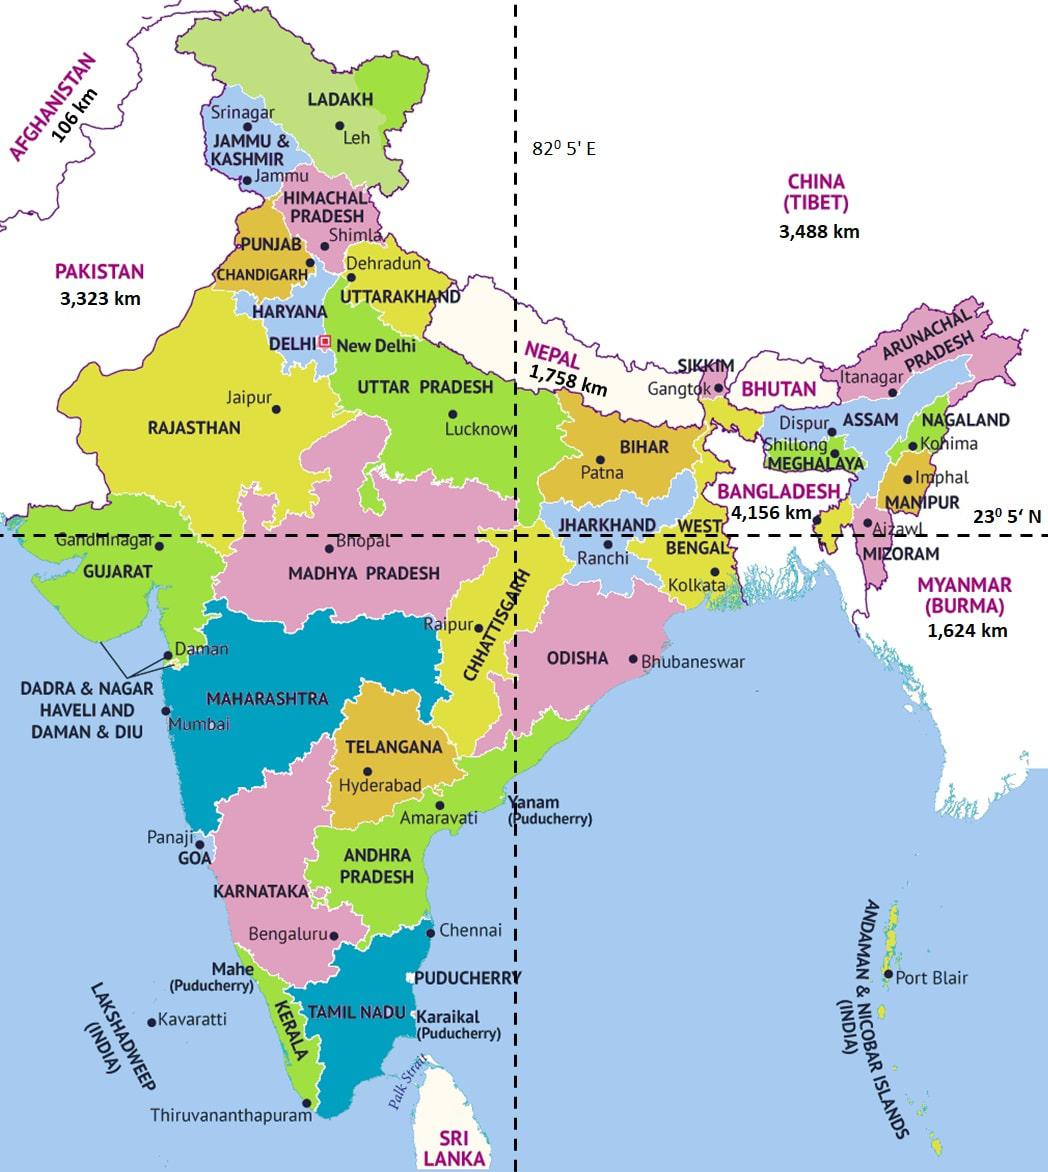 AFGHANISTAN
106 km
LADAKH
Leh
Srinagar
JAMMU &
KASHMIR
Jammu
82⁰ 5' E
CHINA
(TIBET)
3,488 km
HIMACHAL
PRADESH
Shimla
PUNJAB
CHANDIGARH
Dehradun
UTTARAKHAND
PAKISTAN
3,323 km
HARYANA
DELHI
New Delhi
NEPAL
1,758 km
SIKKIM
Gangtok
BHUTAN
ARUNACHAL
PRADESH
Itanagar
UTTAR PRADESH
Lucknow
Jaipur
RAJASTHAN
BIHAR
Patna
Dispur
ASSAM
NAGALAND
Kohima
Shillong
MEGHALAYA
Imphal
MANIPUR
BANGLADESH
4,156 km
23⁰ 5‘ N
Aizawl
MIZORAM
JHARKHAND
Ranchi
WEST
BENGAL
Kolkata
MYANMAR
(BURMA)
1,624 km
Gandhinagar
GUJARAT
Bhopal
MADHYA PRADESH
Raipur
CHHATTISGARH
ODISHA
Bhubaneswar
Daman
DADRA & NAGAR
HAVELI AND
DAMAN & DIU
MAHARASHTRA
Mumbai
TELANGANA
Hyderabad
Amaravati
Yanam
(Puducherry)
Panaji
GOA
ANDHRA
PRADESH
KARNATAKA
Bengaluru
Chennai
Mahe
(Puducherry)
PUDUCHERRY
TAMIL NADU
Karaikal
(Puducherry)
KERALA
LAKSHADWEEP
(INDIA)
Kavaratti
Thiruvananthapuram
Palk Strait
SRI
LANKA
ANDAMAN & NICOBAR ISLANDS
(INDIA)
Port Blair